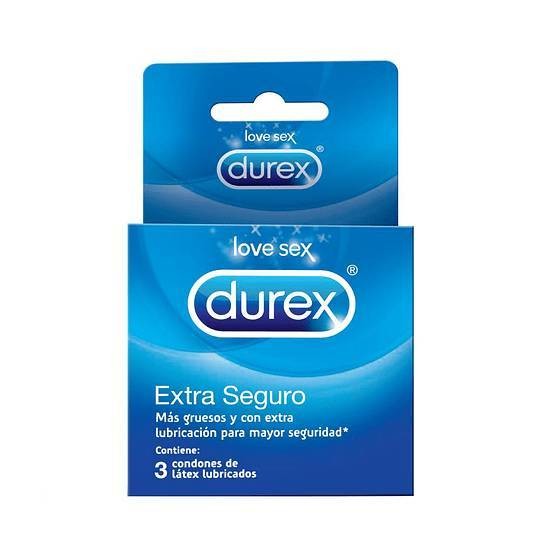 love sex
durex®
love sex
durex®
Extra Seguro
Más gruesos y con extra
lubricación para mayor seguridad*
Contiene:
3 condones de
látex lubricados